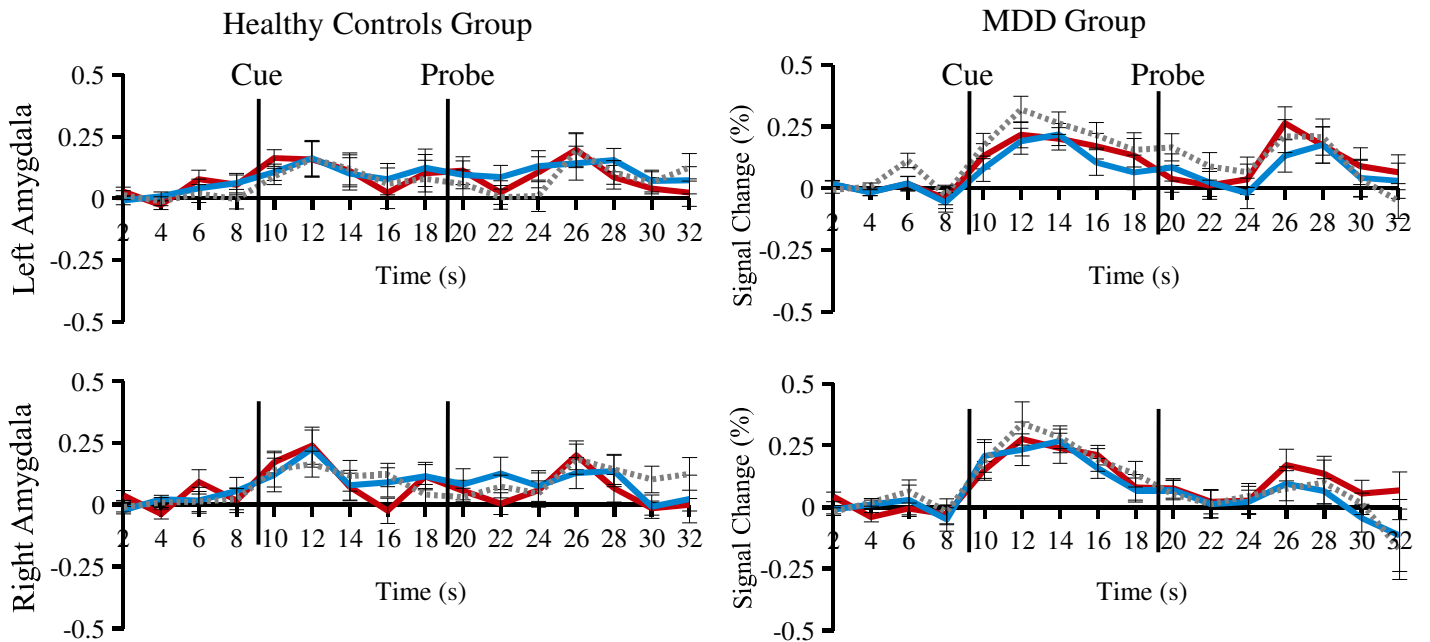 Healthy Controls Group
MDD Group
Left Amygdala
0.5
0.25
0
-0.25
-0.5
Cue
Probe
2 4 6 8 10 12 14 16 18 20 22 24 26 28 30 32
Time (s)
Signal Change (%)
0.5
0.25
0
-0.25
-0.5
Cue
Probe
2 4 6 8 10 12 14 16 18 20 22 24 26 28 30 32
Time (s)
Right Amygdala
0.5
0.25
0
-0.25
-0.5
2 4 6 8 10 12 14 16 18 20 22 24 26 28 30 32
Time (s)
Signal Change (%)
0.5
0.25
0
-0.25
-0.5
2 4 6 8 10 12 14 16 18 20 22 24 26 28 30 32
Time (s)